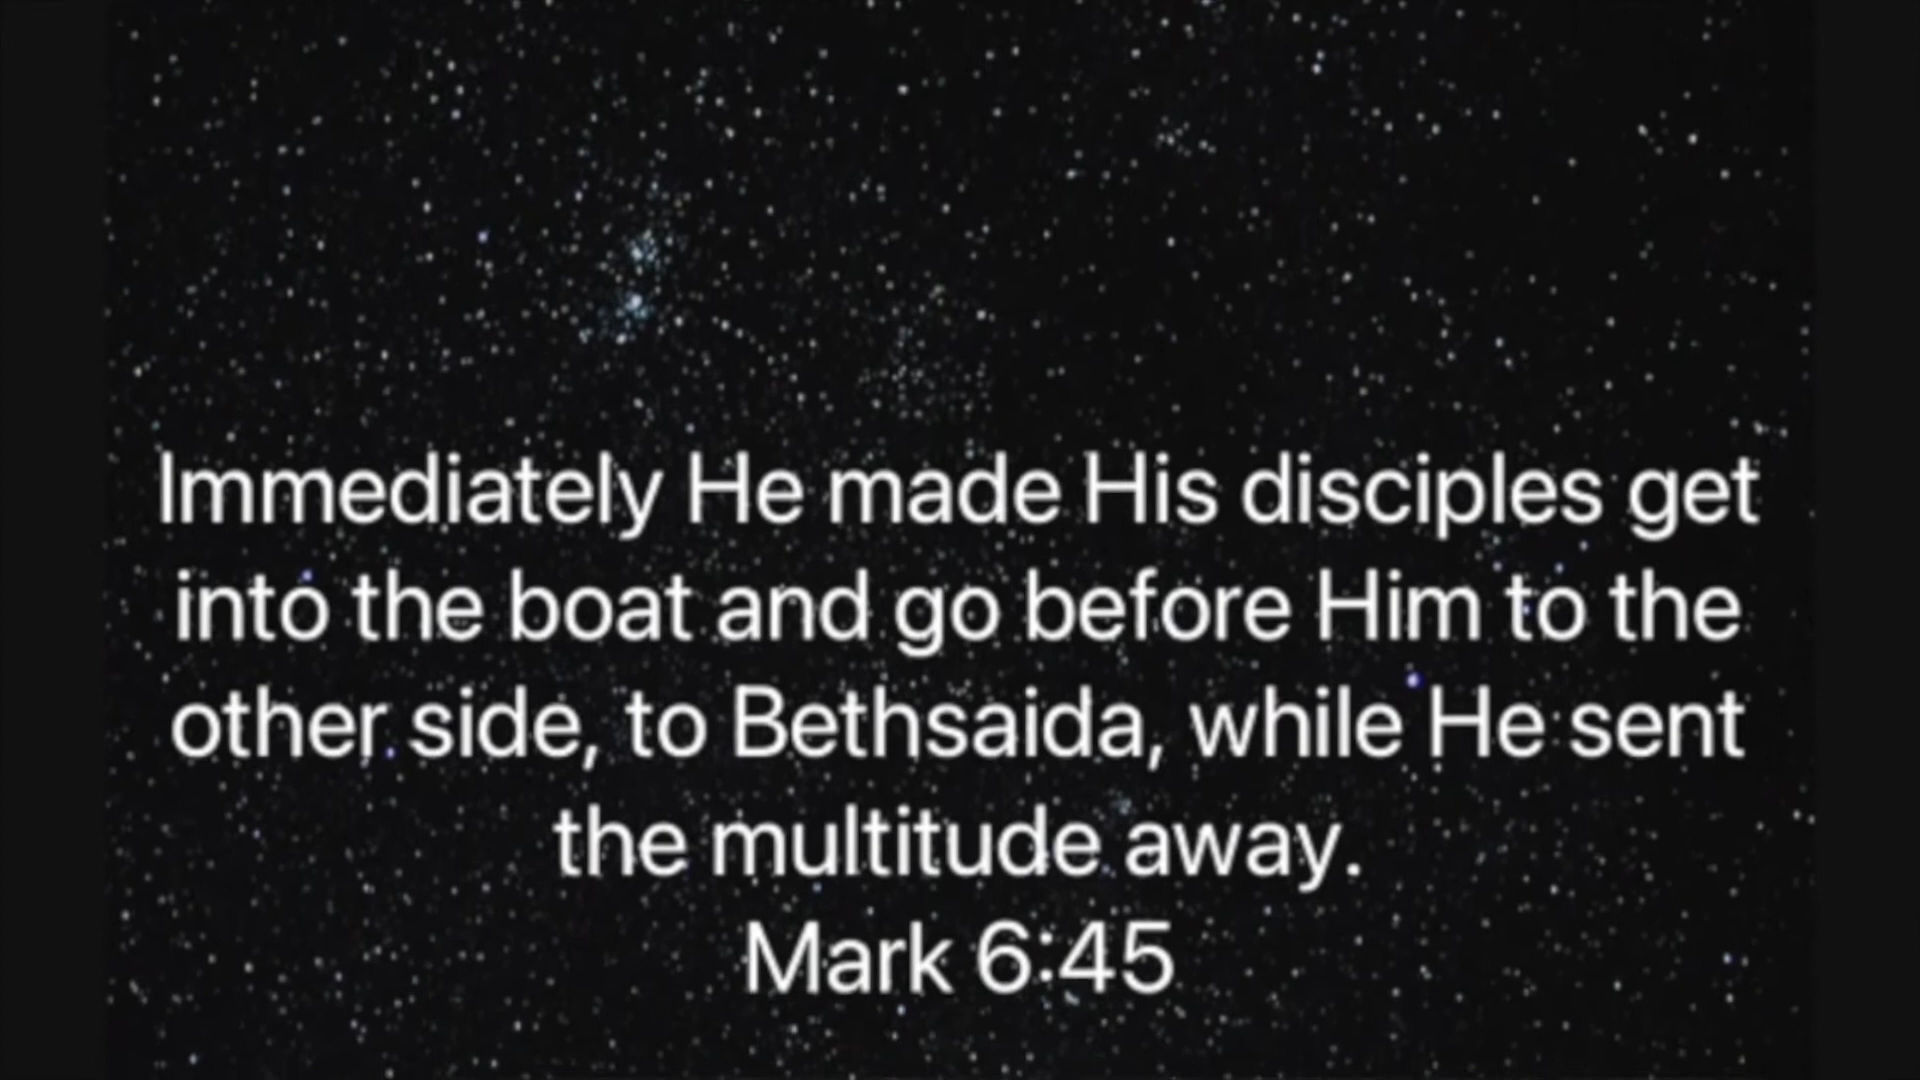 Immediately He made His disciples get
into the boat and go before Him to the
other side, to Bethsaida, while He sent
the multitude away.
Mark 6:45